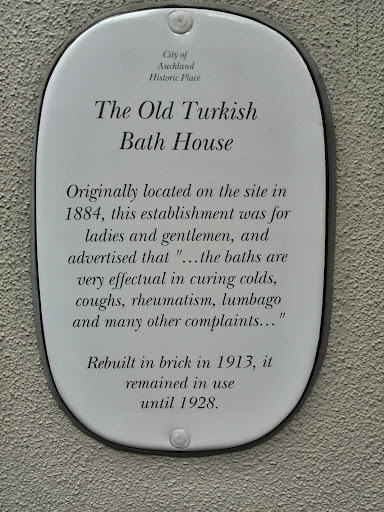 City of
Auckland
Historic Place
The Old Turkish
Bath House
Originally located on the site in
1884, this establishment was for
ladies and gentlemen, and
advertised that "...the baths are
very effectual in curing colds,
coughs, rheumatism, lumbago
and many other complaints..."
Rebuilt in brick in 1913, it
remained in use
until 1928.